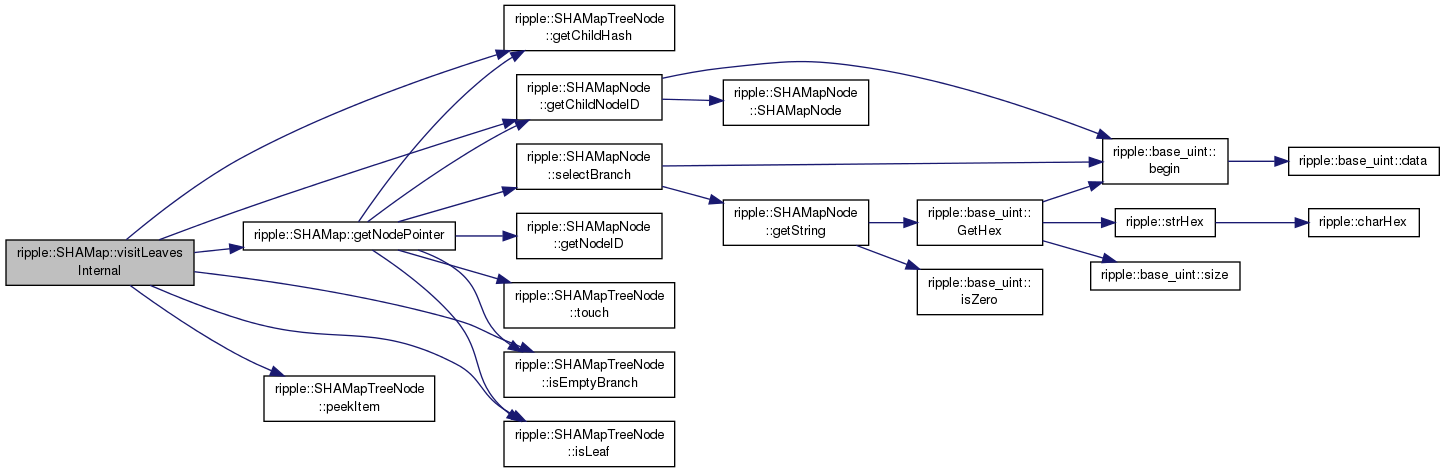 ripple::SHAMap::visitLeaves
Internal
ripple::SHAMap::getNodePointer
ripple::SHAMapTreeNode
::peekItem
ripple::SHAMapTreeNode
::getChildHash
ripple::SHAMapNode
::getChildNodeID
ripple::SHAMapNode
::selectBranch
ripple::SHAMapNode
::getNodeID
ripple::SHAMapTreeNode
::touch
ripple::SHAMapTreeNode
::isEmptyBranch
ripple::SHAMapTreeNode
::isLeaf
ripple::SHAMapNode
::SHAMapNode
ripple::SHAMapNode
::getString
ripple::base_uint::
GetHex
ripple::base_uint::
isZero
ripple::base_uint::
begin
ripple::strHex
ripple::base_uint::size
ripple::base_uint::data
ripple::charHex